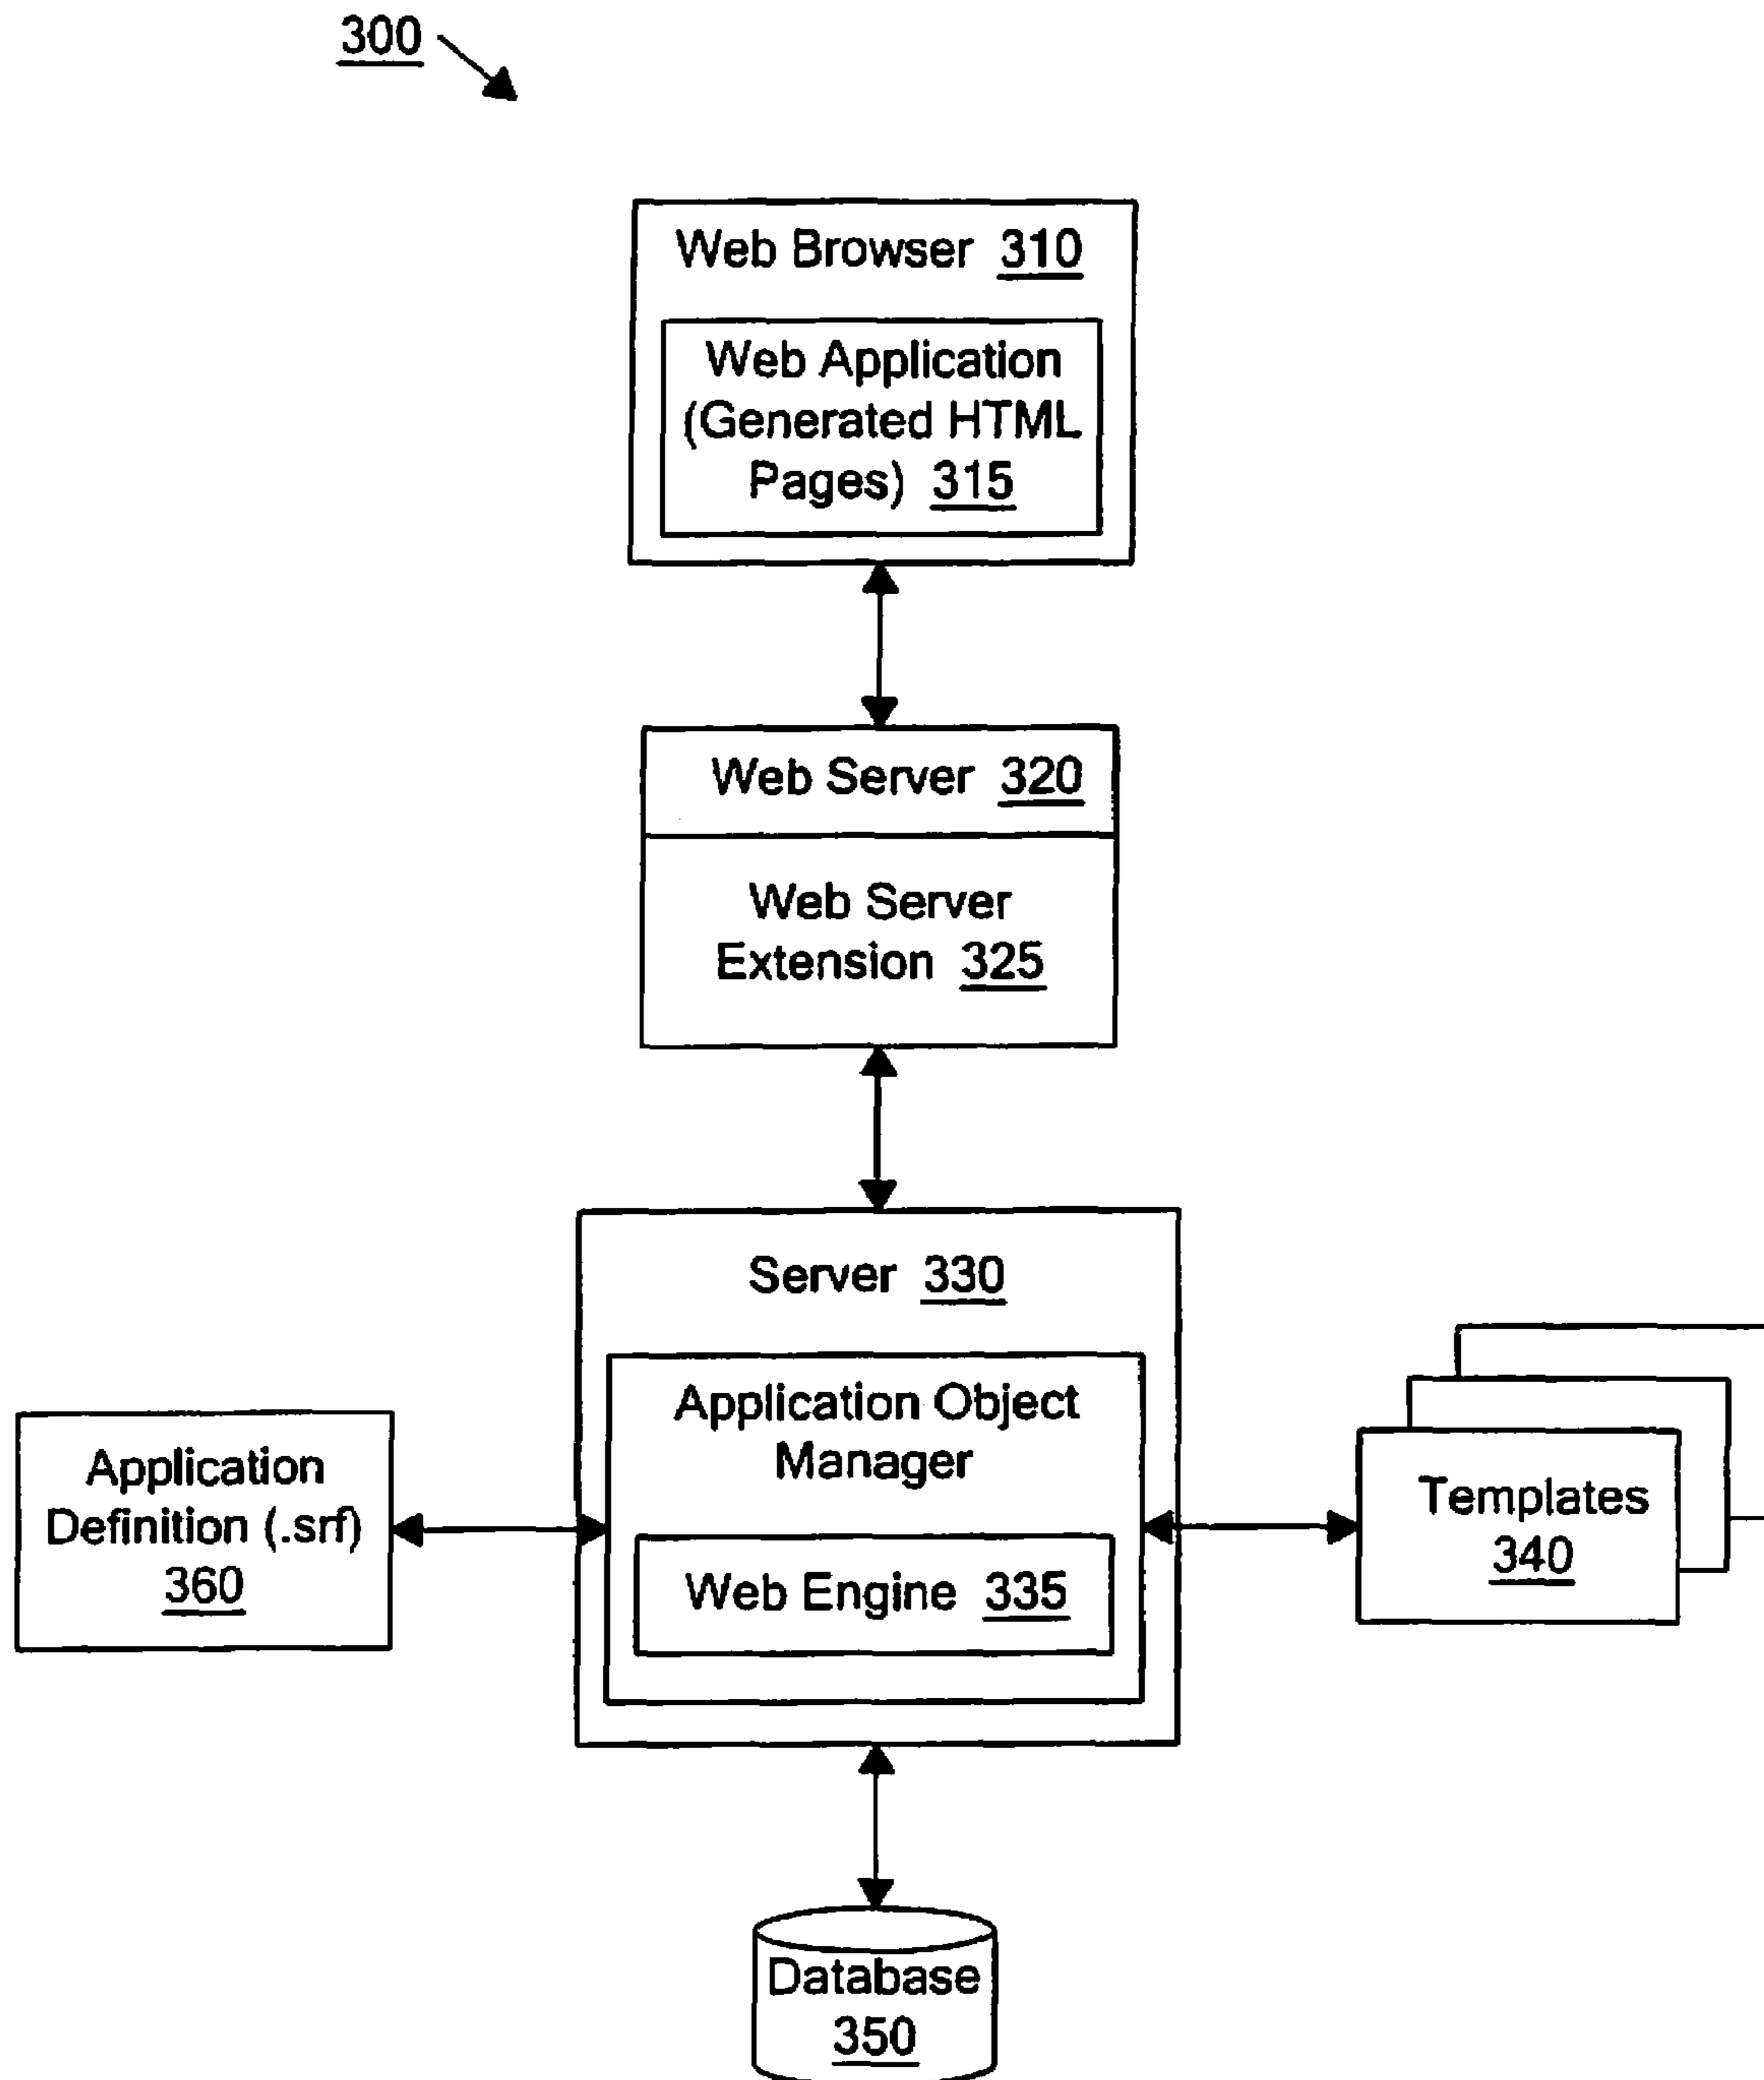 300
Web Browser 310
Web Application
(Generated HTML
Pages) 315
Web Server 320
Web Server
Extension 325
Server 330
Application Object
Manager
Web Engine 335
Application
Definition (.srf)
360
Templates
340
Database
350